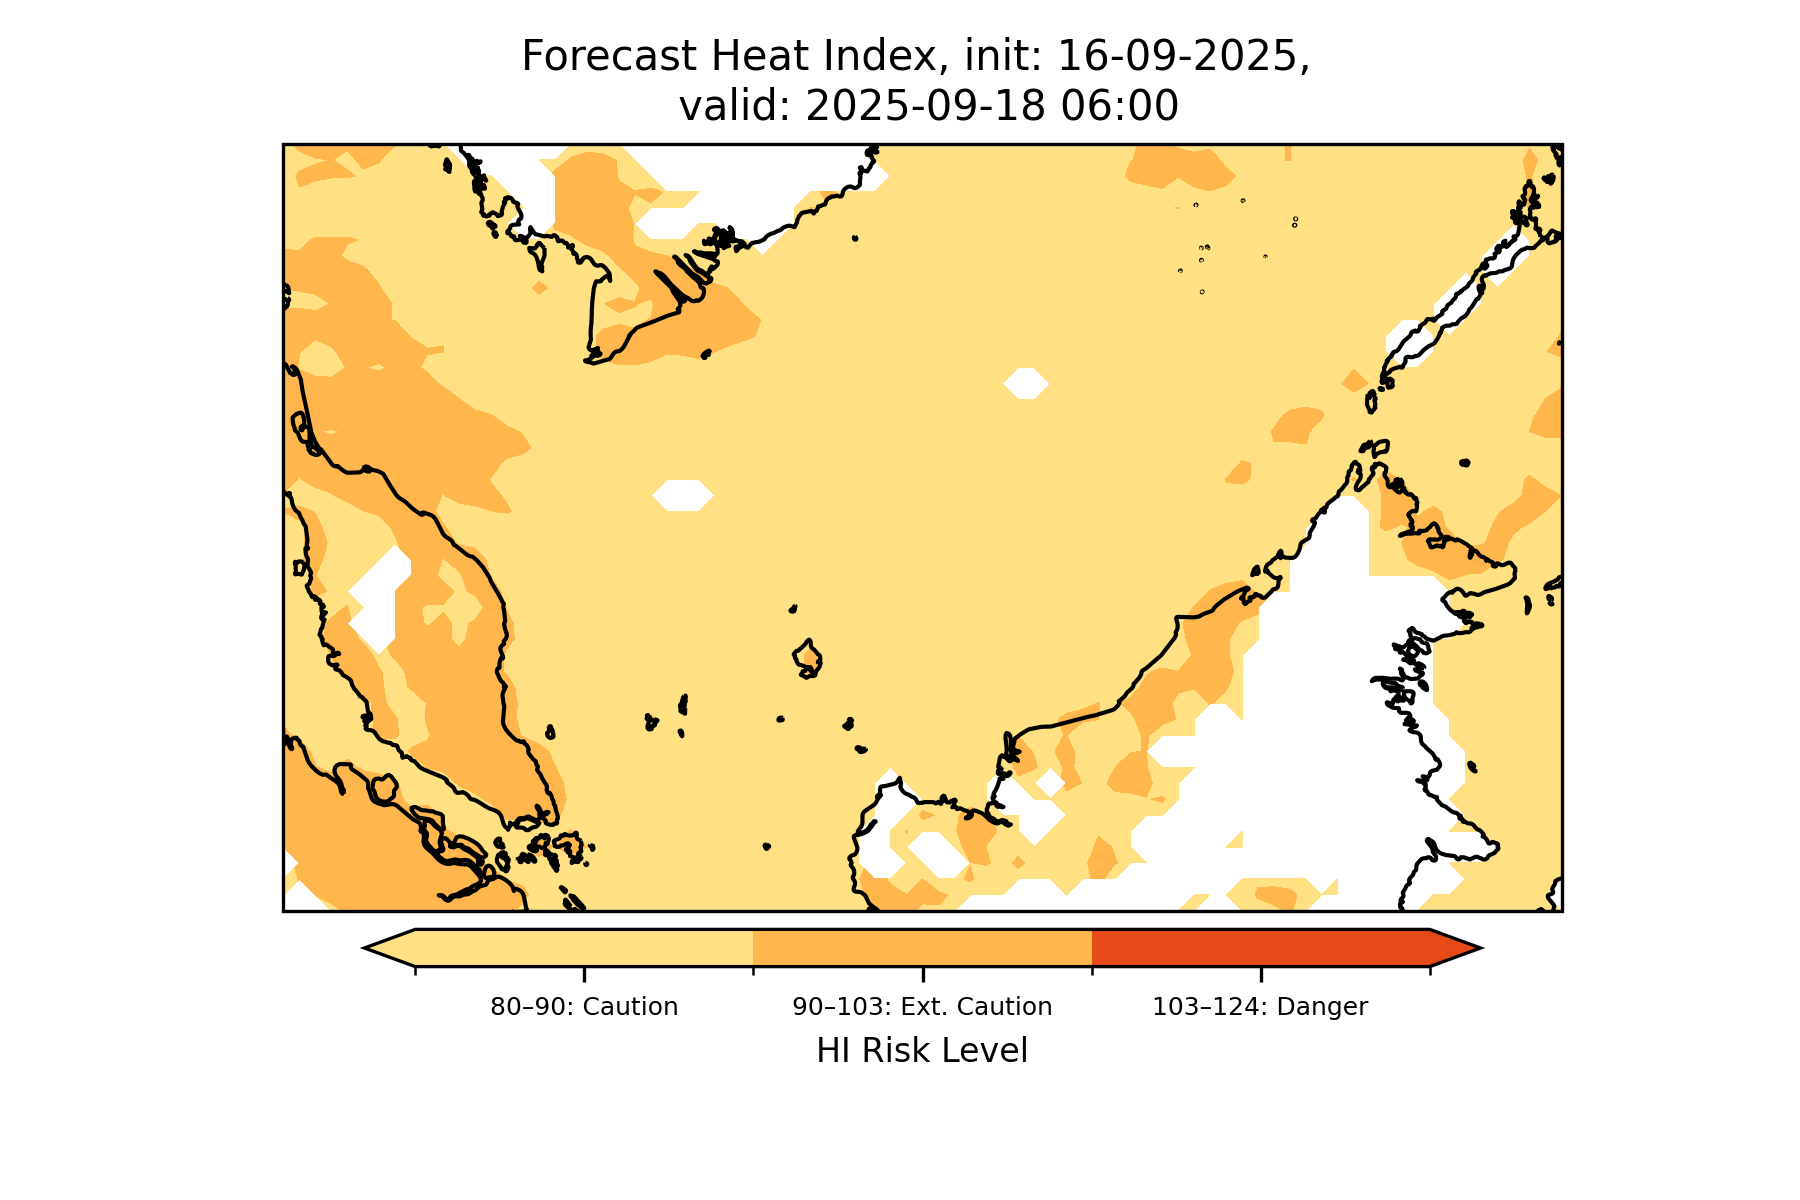 Forecast Heat Index, init: 16-09-2025,
valid: 2025-09-18 06:00
80–90: Caution
90–103: Ext. Caution
103–124: Danger
HI Risk Level